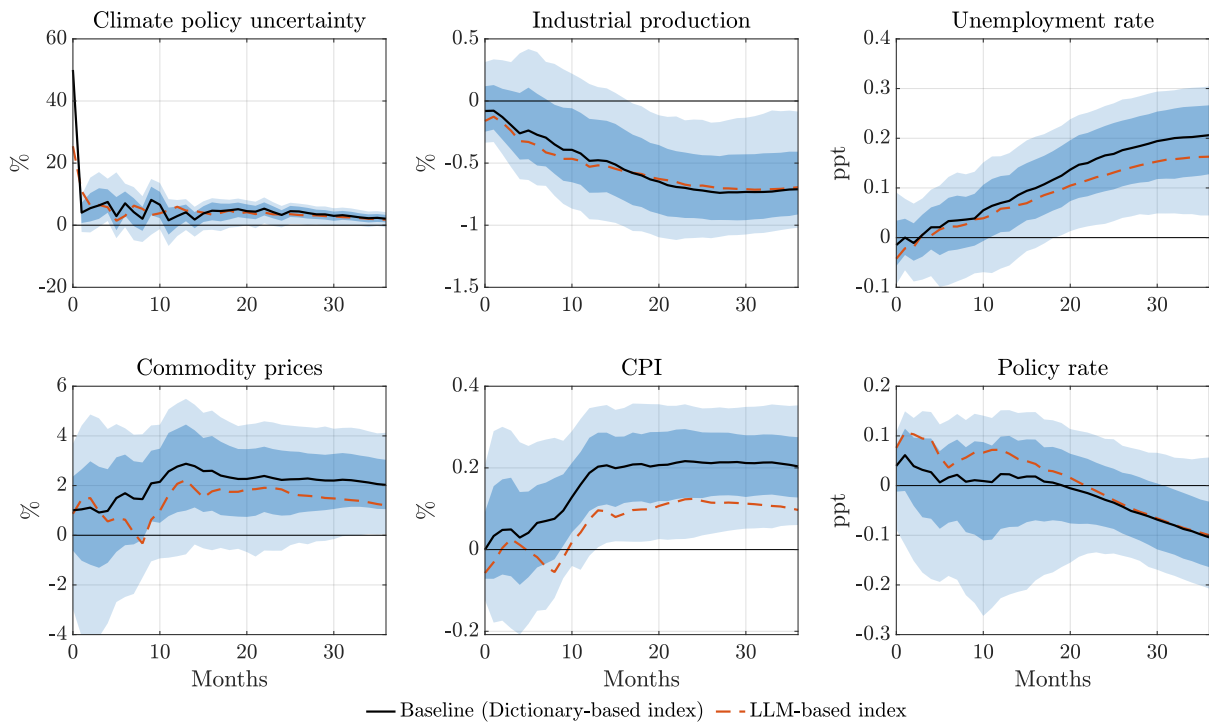 Climate policy uncertainty
60
40
20
0
-20
%
0 10 20 30
Industrial production
0.5
0
-0.5
-1
-1.5
%
0 10 20 30
Unemployment rate
0.4
0.3
0.2
0.1
0
-0.1
ppt
0 10 20 30
Commodity prices
6
4
2
0
-2
-4
%
0 10 20 30
Months
CPI
0.4
0.2
0
-0.2
%
0 10 20 30
Months
Policy rate
0.2
0.1
0
-0.1
-0.2
-0.3
ppt
0 10 20 30
Months
Baseline (Dictionary-based index) LLM-based index